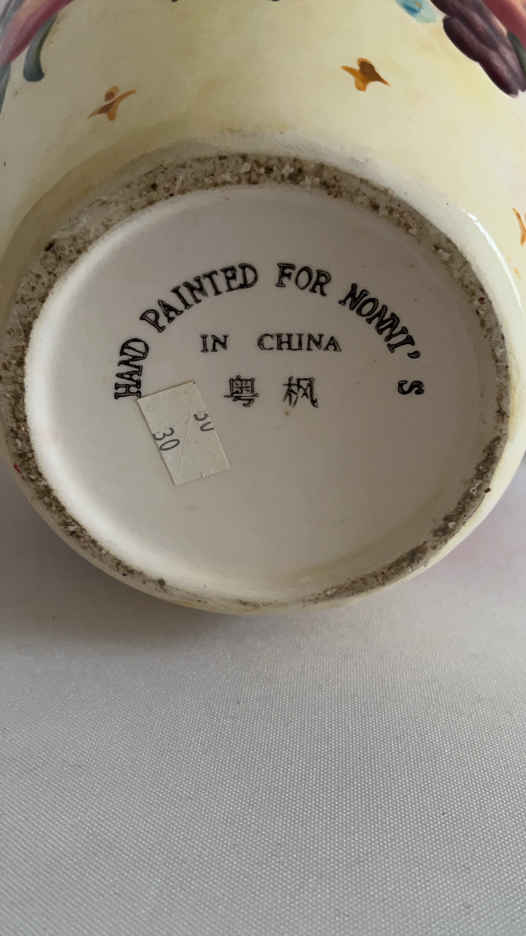 HAND PAINTED FOR NONNI'S
IN CHINA
粤枫
30